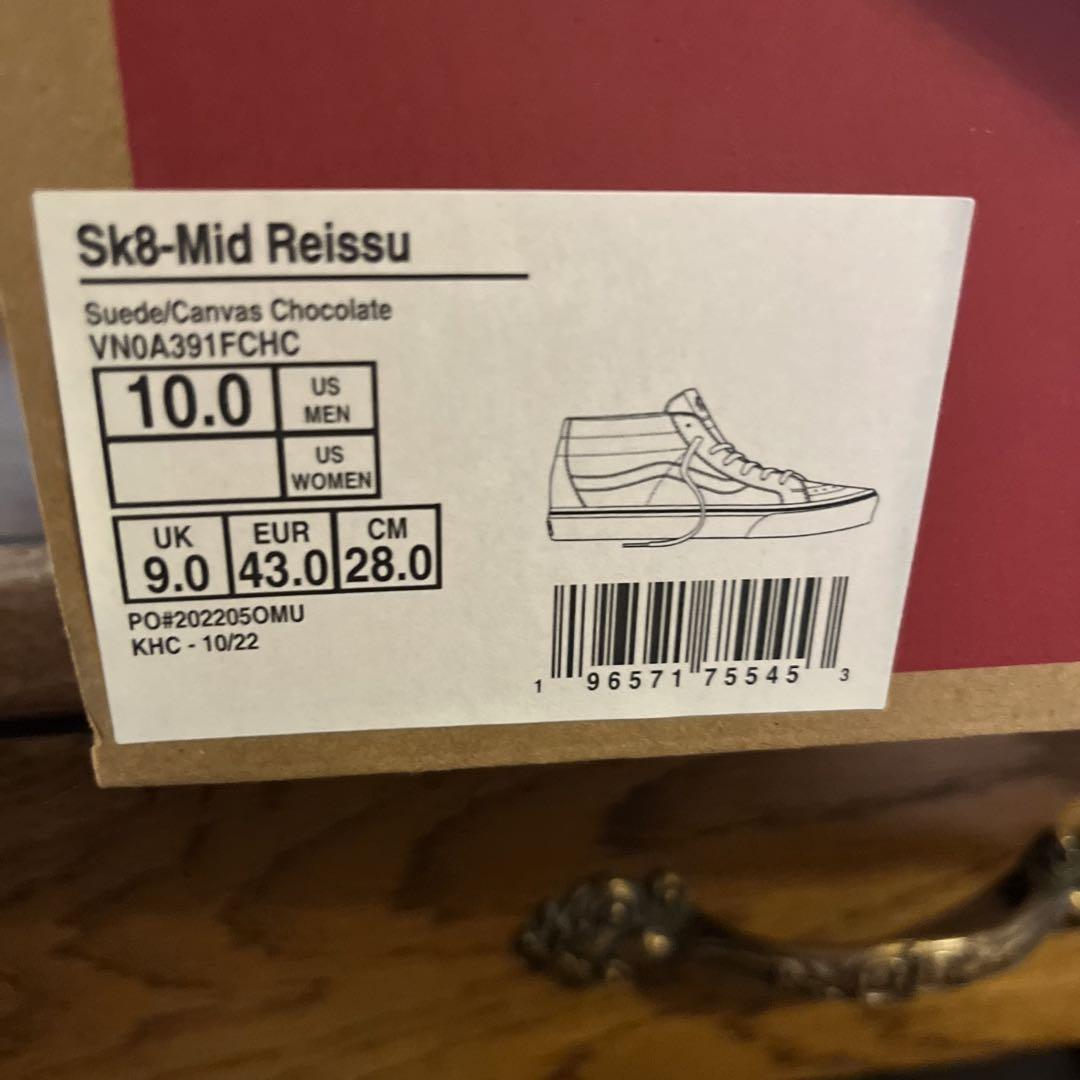 Sk8-Mid Reissu
Suede/Canvas Chocolate
VN0A391FCHC
10.0 US MEN
US WOMEN
UK EUR CM
9.0 43.0 28.0
PO#202205OMU
KHC - 10/22
1 96571 75545 3